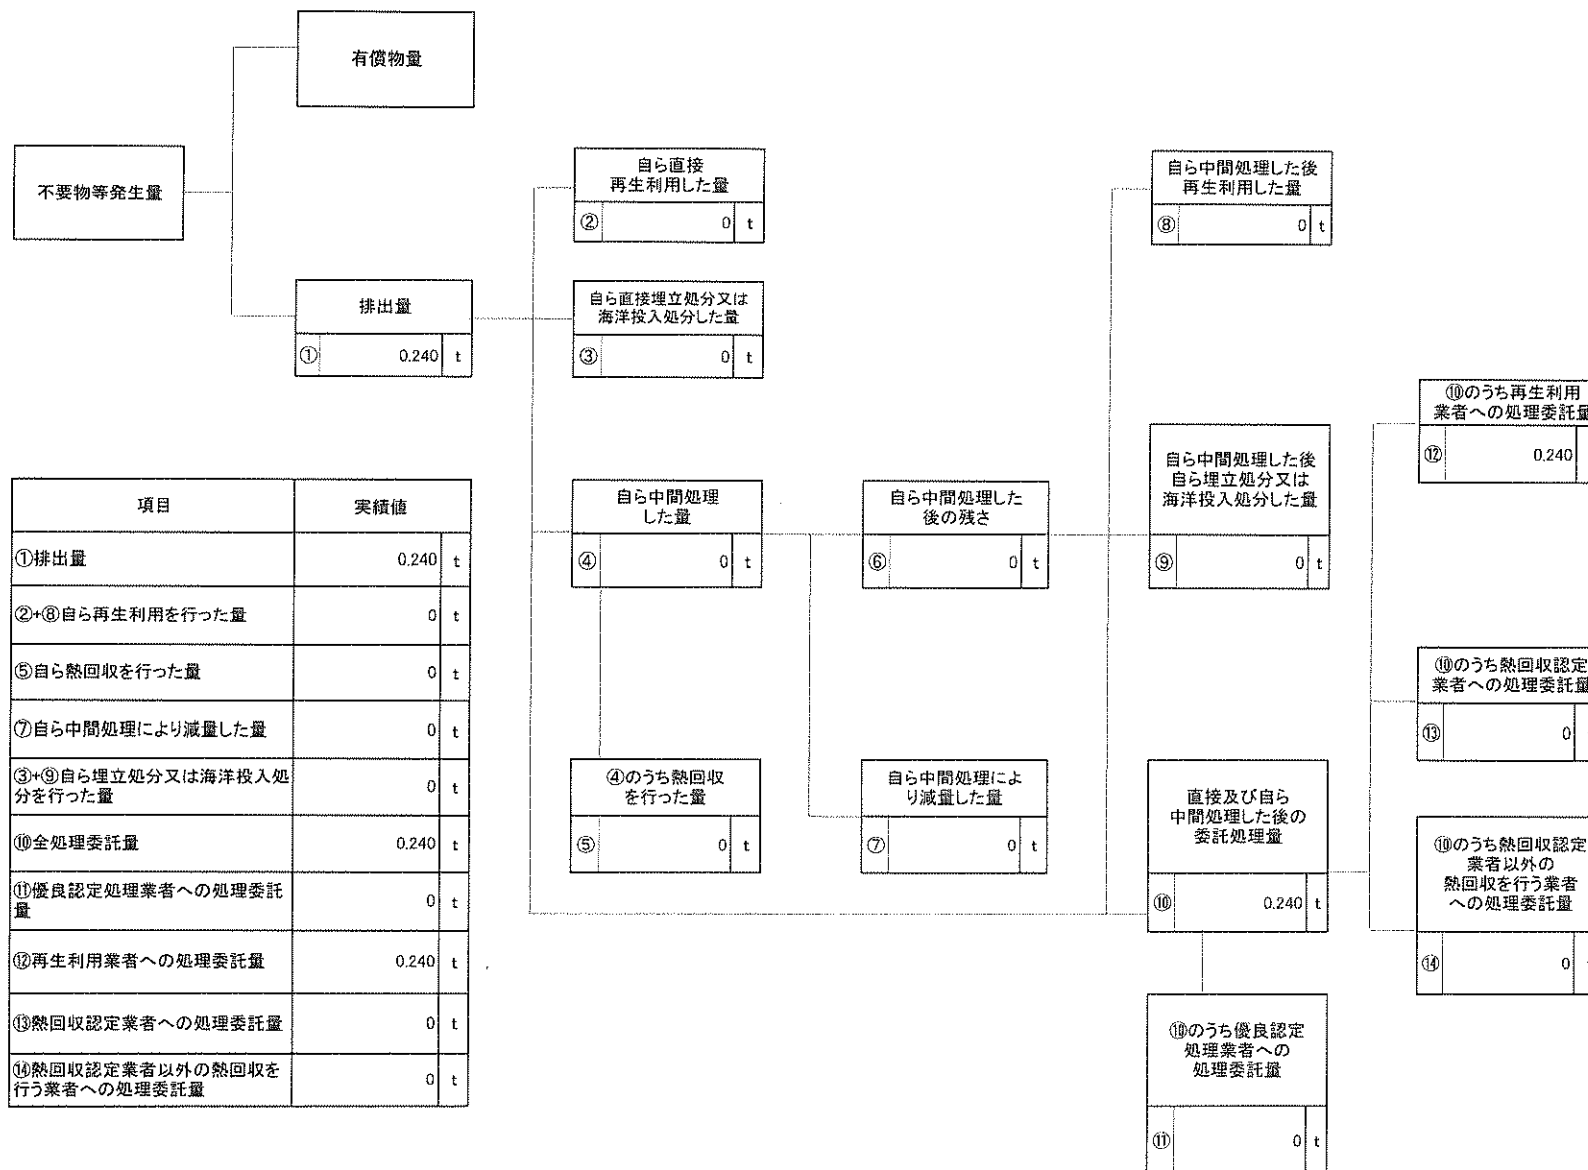 有償物量
不要物等発生量
排出量
① 0.240 t
自ら直接
再生利用した量
② 0 t
自ら直接埋立処分又は
海洋投入処分した量
③ 0 t
自ら中間処理
した量
④ 0 t
④のうち熱回収
を行った量
⑤ 0 t
自ら中間処理した
後の残さ
⑥ 0 t
自ら中間処理によ
り減量した量
⑦ 0 t
自ら中間処理した後
再生利用した量
⑧ 0 t
自ら中間処理した後
自ら埋立処分又は
海洋投入処分した量
⑨ 0 t
直接及び自ら
中間処理した後の
委託処理量
⑩ 0.240 t
⑩のうち優良認定
処理業者への
処理委託量
⑪ 0 t
⑩のうち再生利用
業者への処理委託量
⑫ 0.240
⑩のうち熱回収認定
業者への処理委託量
⑬ 0
⑩のうち熱回収認定
業者以外の
熱回収を行う業者
への処理委託量
⑭ 0
項目 実績値
①排出量 0.240 t
②+⑧自ら再生利用を行った量 0 t
⑤自ら熱回収を行った量 0 t
⑦自ら中間処理により減量した量 0 t
③+⑨自ら埋立処分又は海洋投入処
分を行った量 0 t
⑩全処理委託量 0.240 t
⑪優良認定処理業者への処理委託
量 0 t
⑫再生利用業者への処理委託量 0.240 t
⑬熱回収認定業者への処理委託量 0 t
⑭熱回収認定業者以外の熱回収を
行う業者への処理委託量 0 t